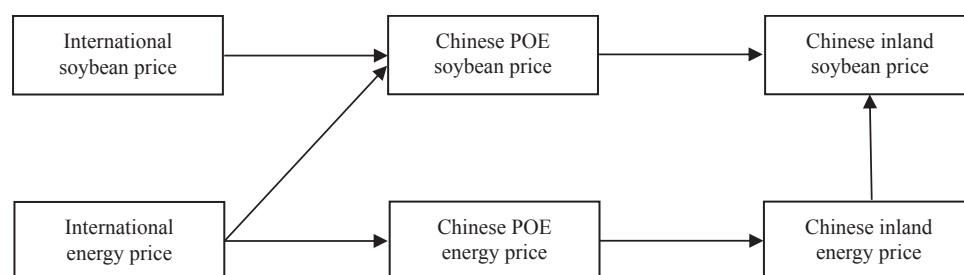 International
soybean price
Chinese POE
soybean price
Chinese inland
soybean price
International
energy price
Chinese POE
energy price
Chinese inland
energy price